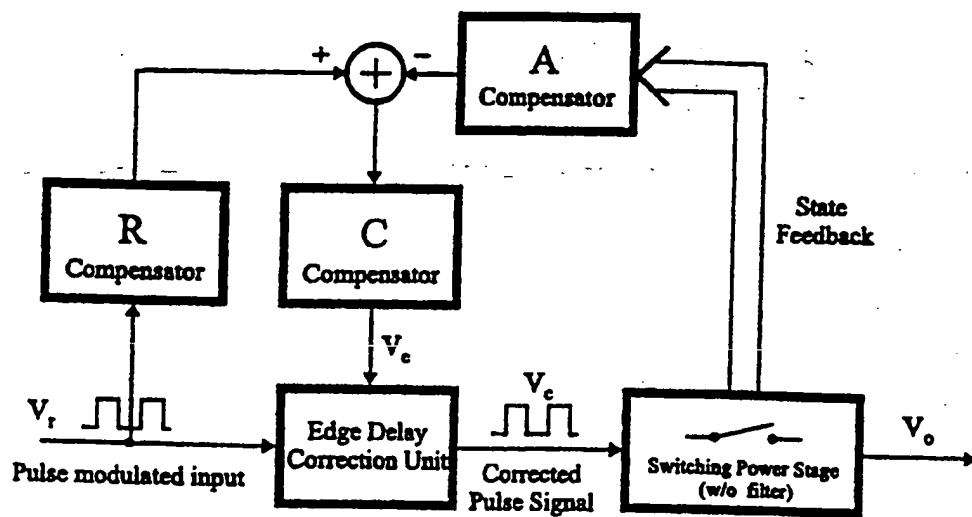 +
+
-
A
Compensator
R
Compensator
C
Compensator
State
Feedback
Ve
Vr
Pulse modulated input
Edge Delay
Correction Unit
Vc
Corrected
Pulse Signal
Switching Power Stage
(w/o filter)
Vo